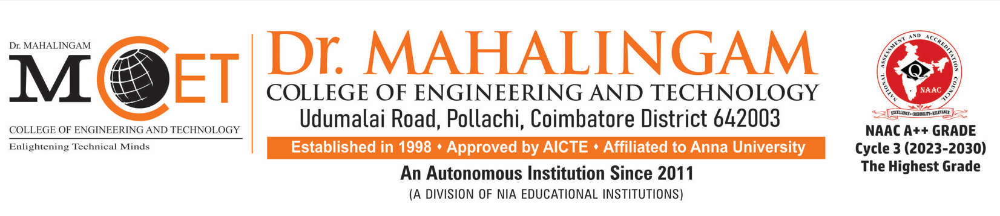 Dr. MAHALINGAM
MCET
COLLEGE OF ENGINEERING AND TECHNOLOGY
Enlightening Technical Minds
Dr. MAHALINGAM
COLLEGE OF ENGINEERING AND TECHNOLOGY
Udumalai Road, Pollachi, Coimbatore District 642003
Established in 1998 ♦ Approved by AICTE ♦ Affiliated to Anna University
An Autonomous Institution Since 2011
(A DIVISION OF NIA EDUCATIONAL INSTITUTIONS)
NATIONAL ASSESSMENT AND ACCREDITATION COUNCIL
Q
NAAC
EXCELLENCE • CREDIBILITY • RELEVANCE
NAAC A++ GRADE
Cycle 3 (2023-2030)
The Highest Grade